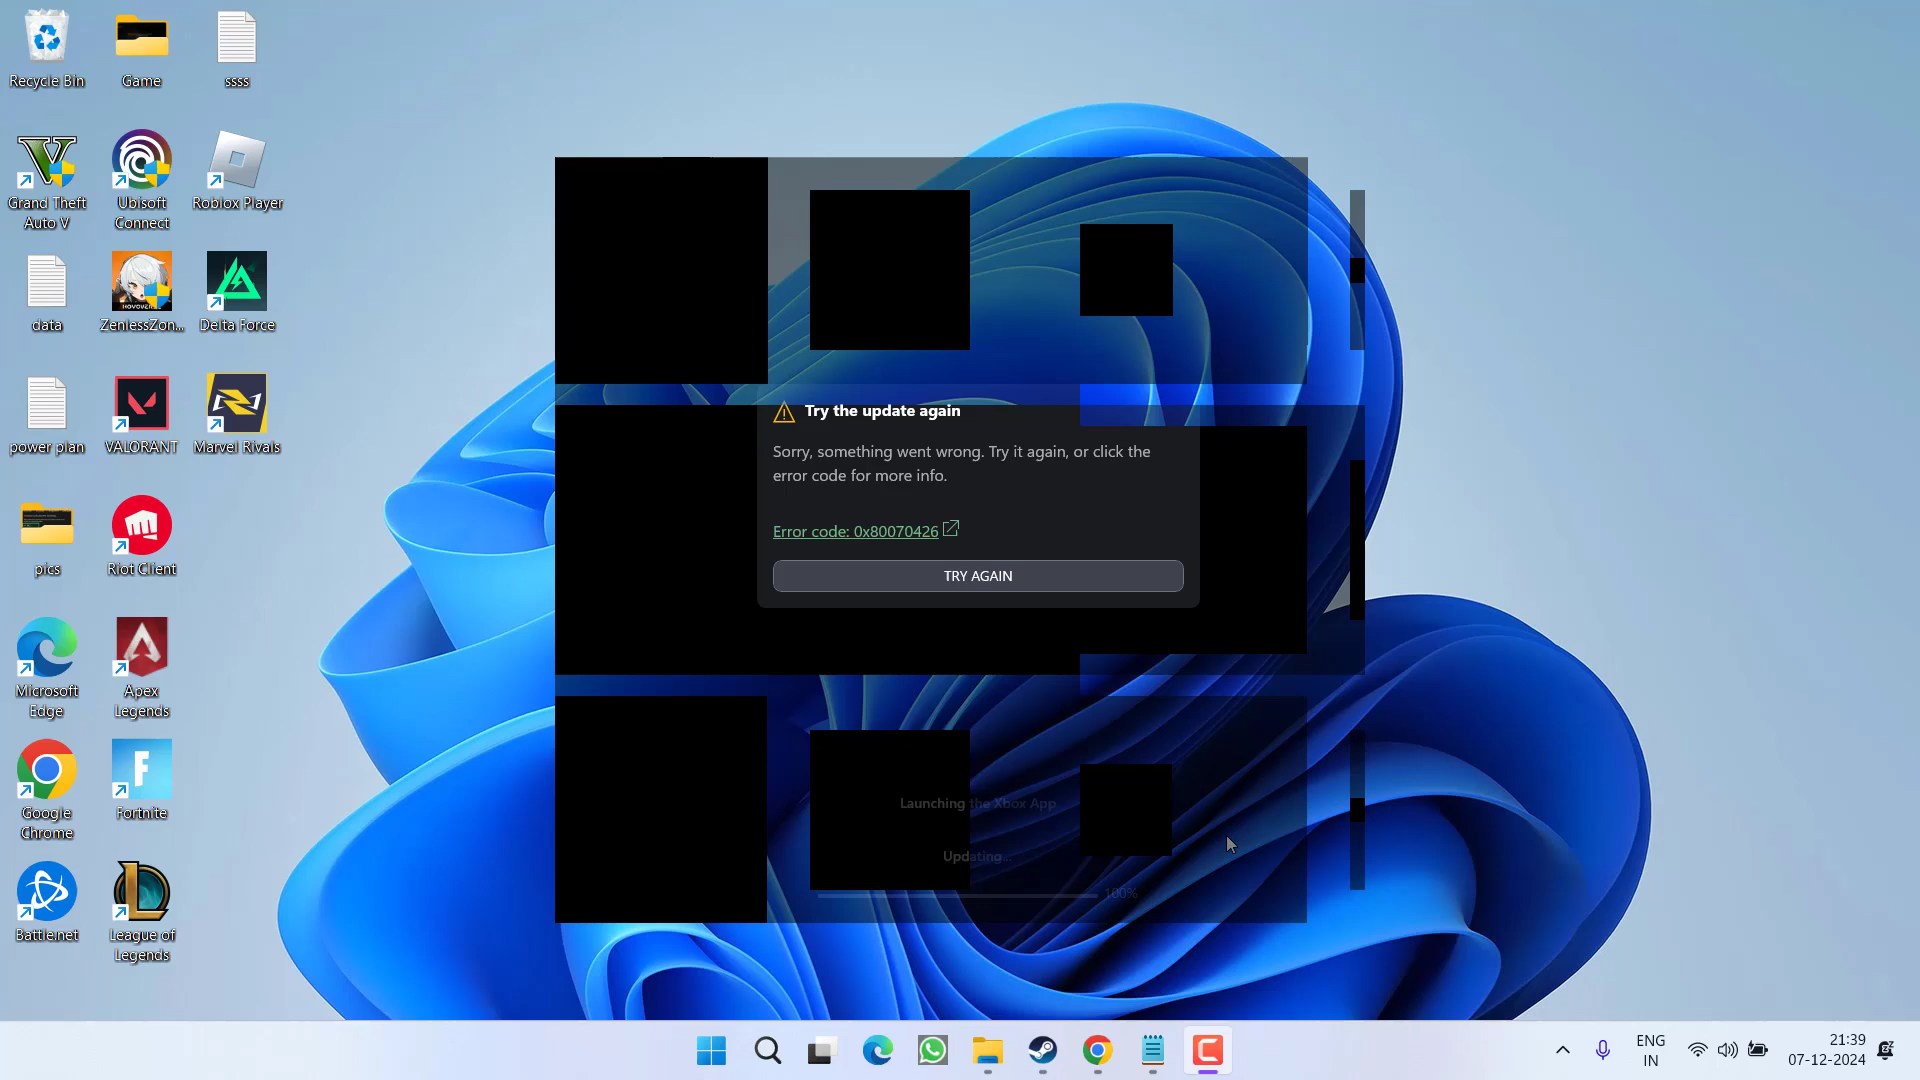 Recycle Bin
Game
ssss
Grand Theft
Auto V
Ubisoft
Connect
Roblox Player
data
HOYOVER
ZenlessZon...
Delta Force
power plan
VALORANT
Marvel Rivals
pics
Riot Client
Microsoft
Edge
Apex
Legends
Google
Chrome
Fortnite
Battle.net
League of
Legends
Try the update again
Sorry, something went wrong. Try it again, or click the
error code for more info.
Error code: 0x80070426
TRY AGAIN
Launching the Xbox App
Updating...
100%
ENG
IN
21:39
07-12-2024